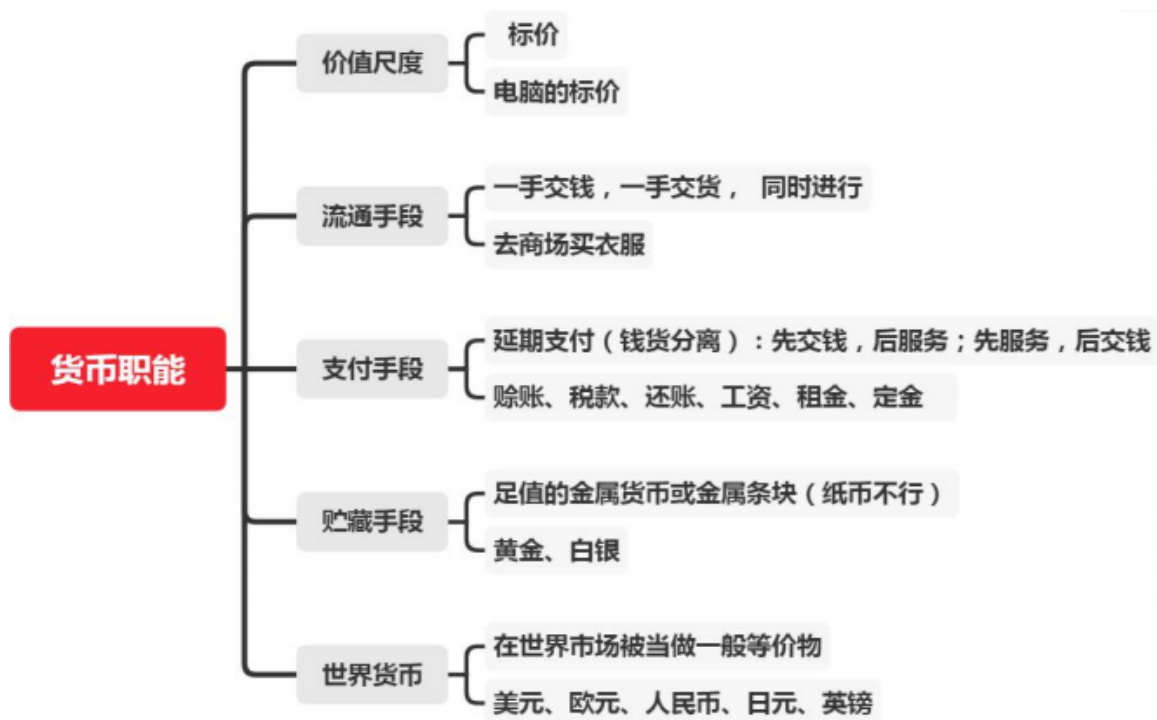 货币职能
价值尺度
标价
电脑的标价
流通手段
一手交钱，一手交货， 同时进行
去商场买衣服
支付手段
延期支付（钱货分离）：先交钱，后服务；先服务，后交钱
赊账、税款、还账、工资、租金、定金
贮藏手段
足值的金属货币或金属条块（纸币不行）
黄金、白银
世界货币
在世界市场被当做一般等价物
美元、欧元、人民币、日元、英镑